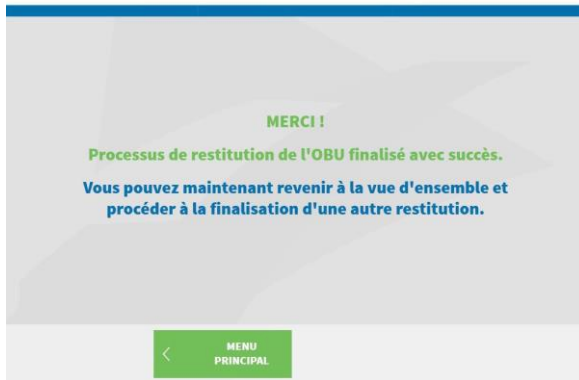 MERCI !
Processus de restitution de l'OBU finalisé avec succès.
Vous pouvez maintenant revenir à la vue d'ensemble et
procéder à la finalisation d'une autre restitution.
MENU
PRINCIPAL